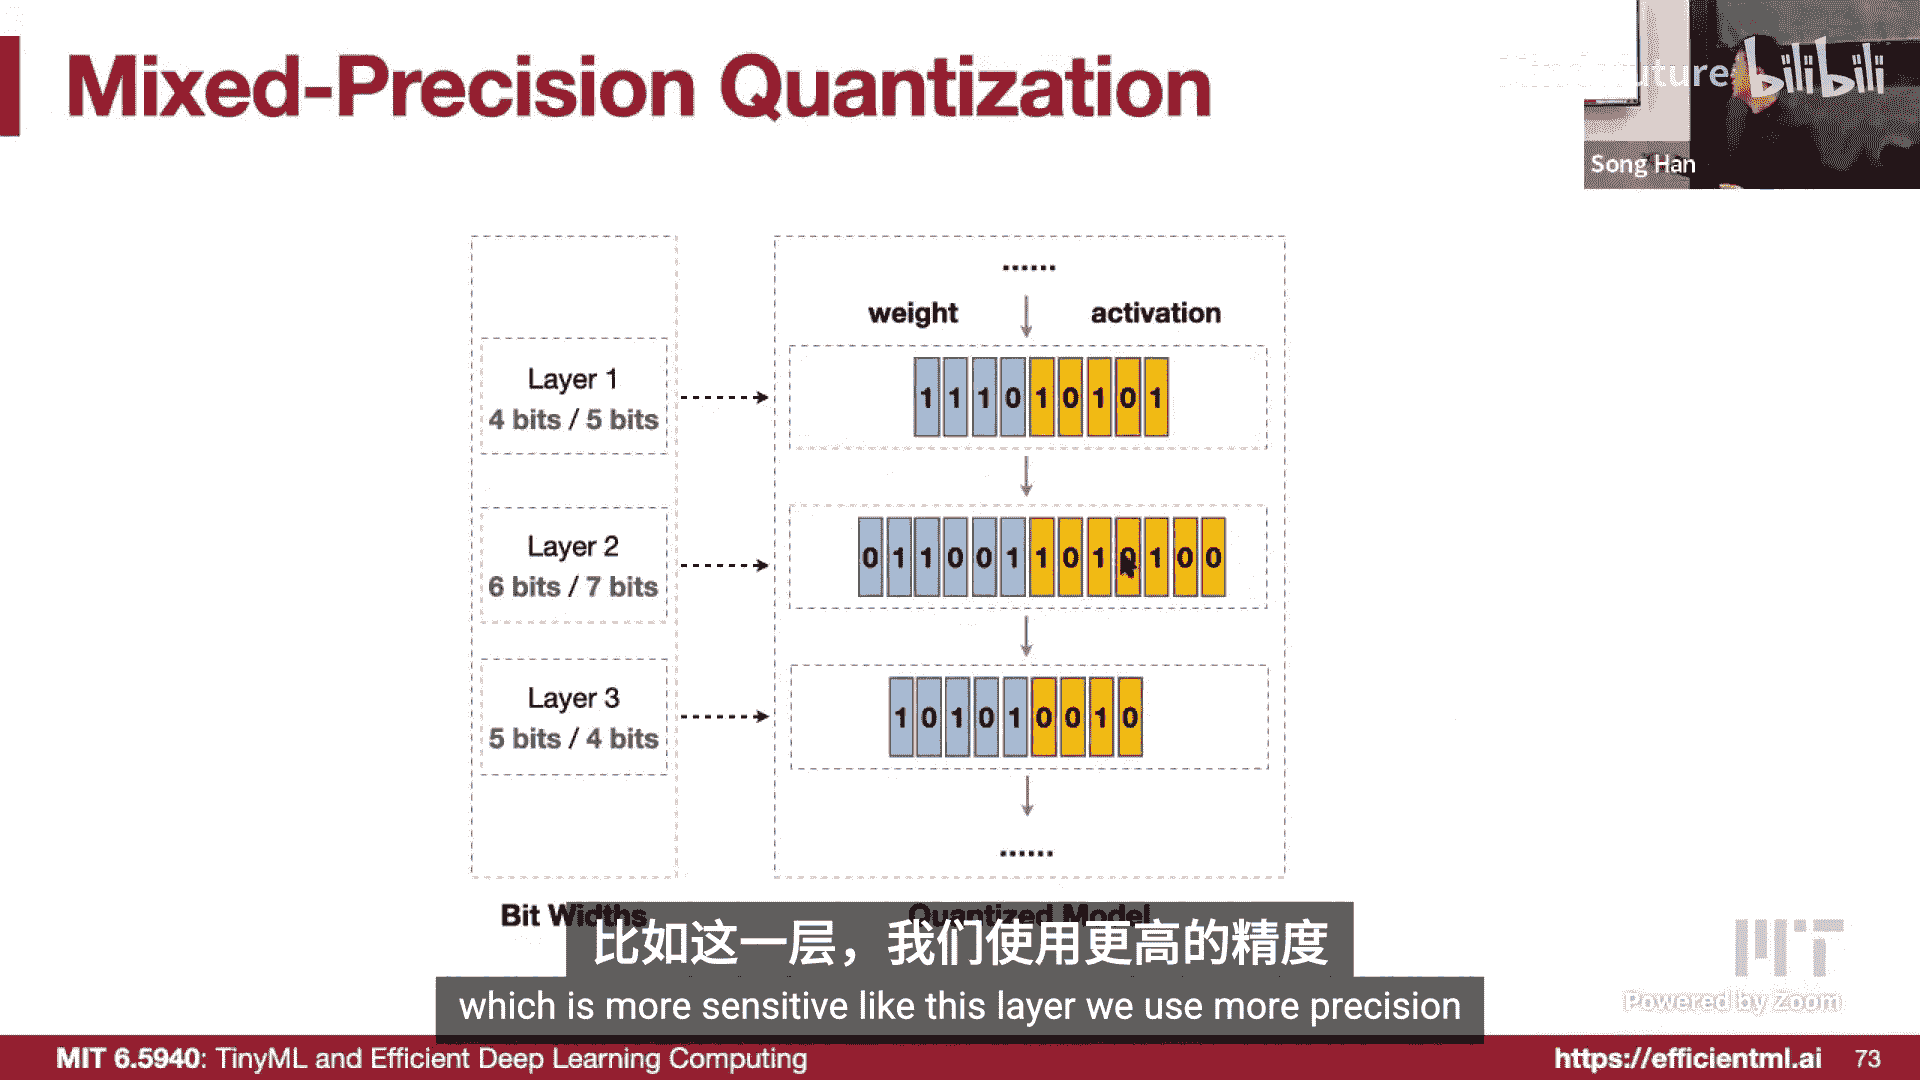 Mixed-Precision Quantization
bilibili
Song Han
......
weight activation
Layer 1
4 bits / 5 bits
1 1 1 0 1 0 1 0 1
Layer 2
6 bits / 7 bits
0 1 1 0 0 1 1 0 1 0 1 0 0
Layer 3
5 bits / 4 bits
1 0 1 0 1 0 0 1 0
......
Bit Widths Quantized Model
比如这一层，我们使用更高的精度
which is more sensitive like this layer we use more precision
MIT
Powered by Zoom
MIT 6.5940: TinyML and Efficient Deep Learning Computing
https://efficientml.ai 73